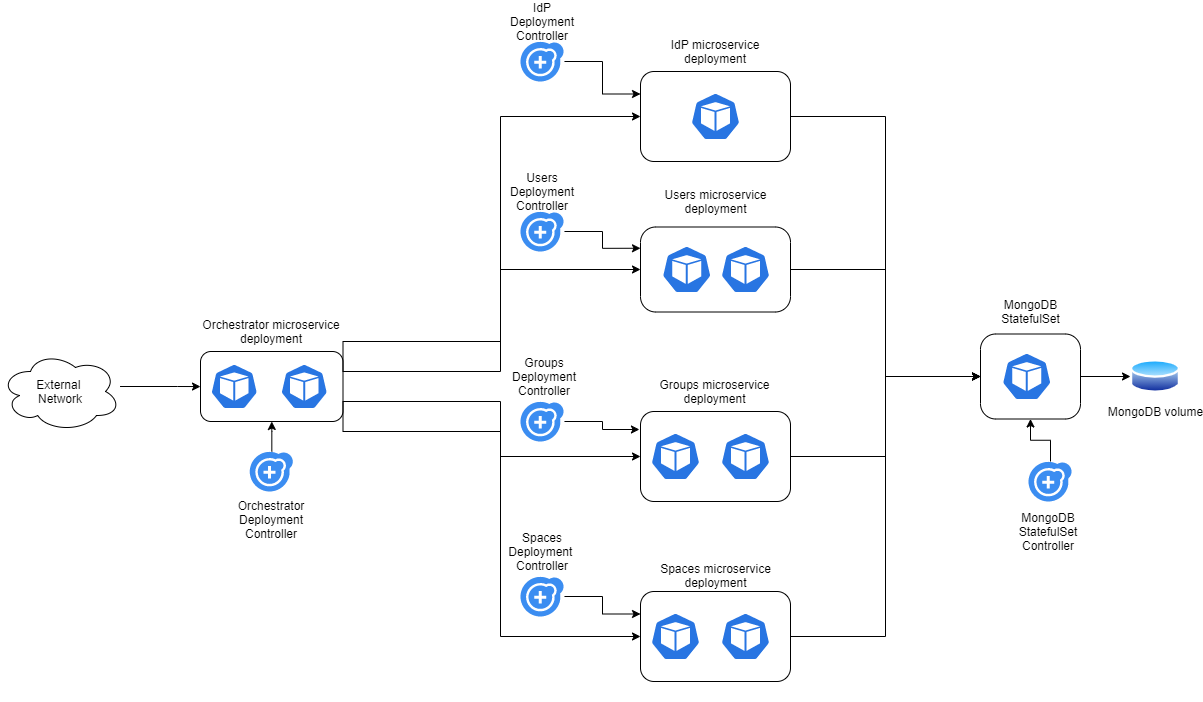 IdP
Deployment
Controller
IdP microservice
deployment
Users
Deployment
Controller
Users microservice
deployment
Orchestrator microservice
deployment
External
Network
Orchestrator
Deployment
Controller
Groups
Deployment
Controller
Groups microservice
deployment
Spaces
Deployment
Controller
Spaces microservice
deployment
MongoDB
StatefulSet
MongoDB volume
MongoDB
StatefulSet
Controller